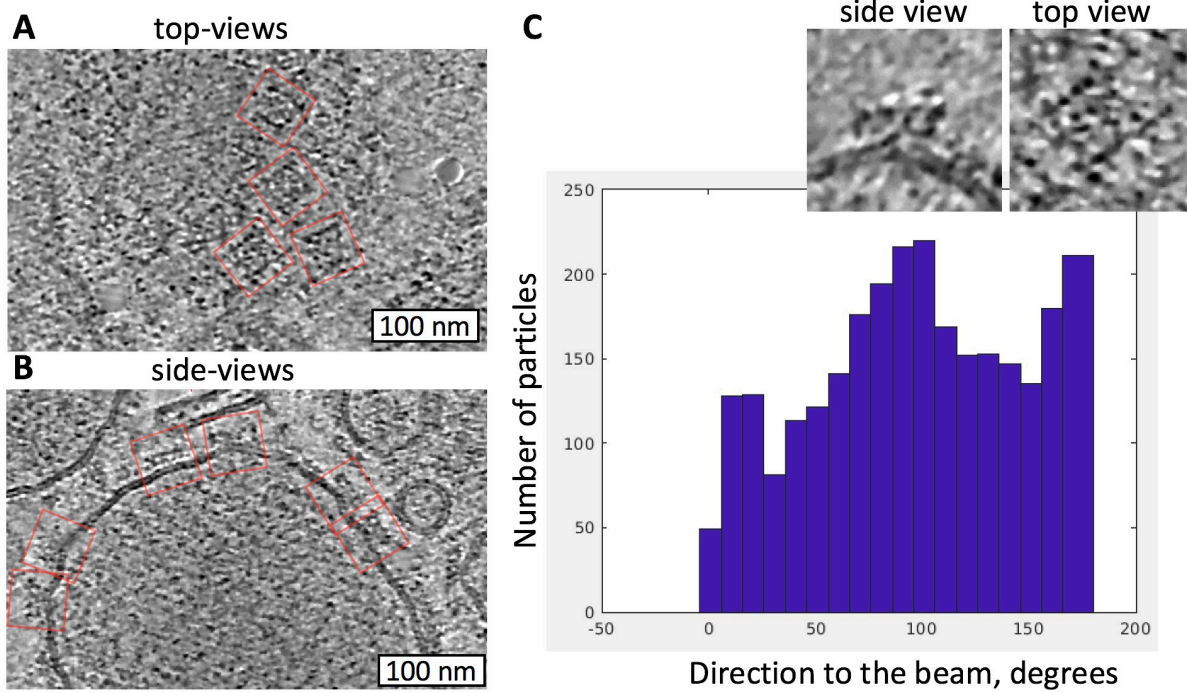 A
top-views
100 nm
B
side-views
100 nm
C
side view
top view
250
200
150
100
50
0
-50
0
50
100
150
200
Number of particles
Direction to the beam, degrees